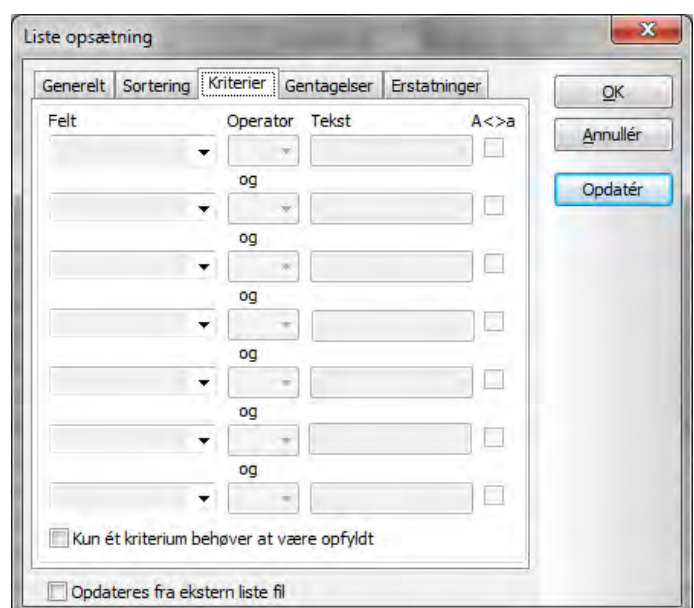 Liste opsætning
Generelt Sortering Kriterier Gentagelser Erstatninger
OK
Felt Operator Tekst A<>a
Annullér
og
Opdatér
og
og
og
og
og
Kun ét kriterium behøver at være opfyldt
Opdateres fra ekstern liste fil